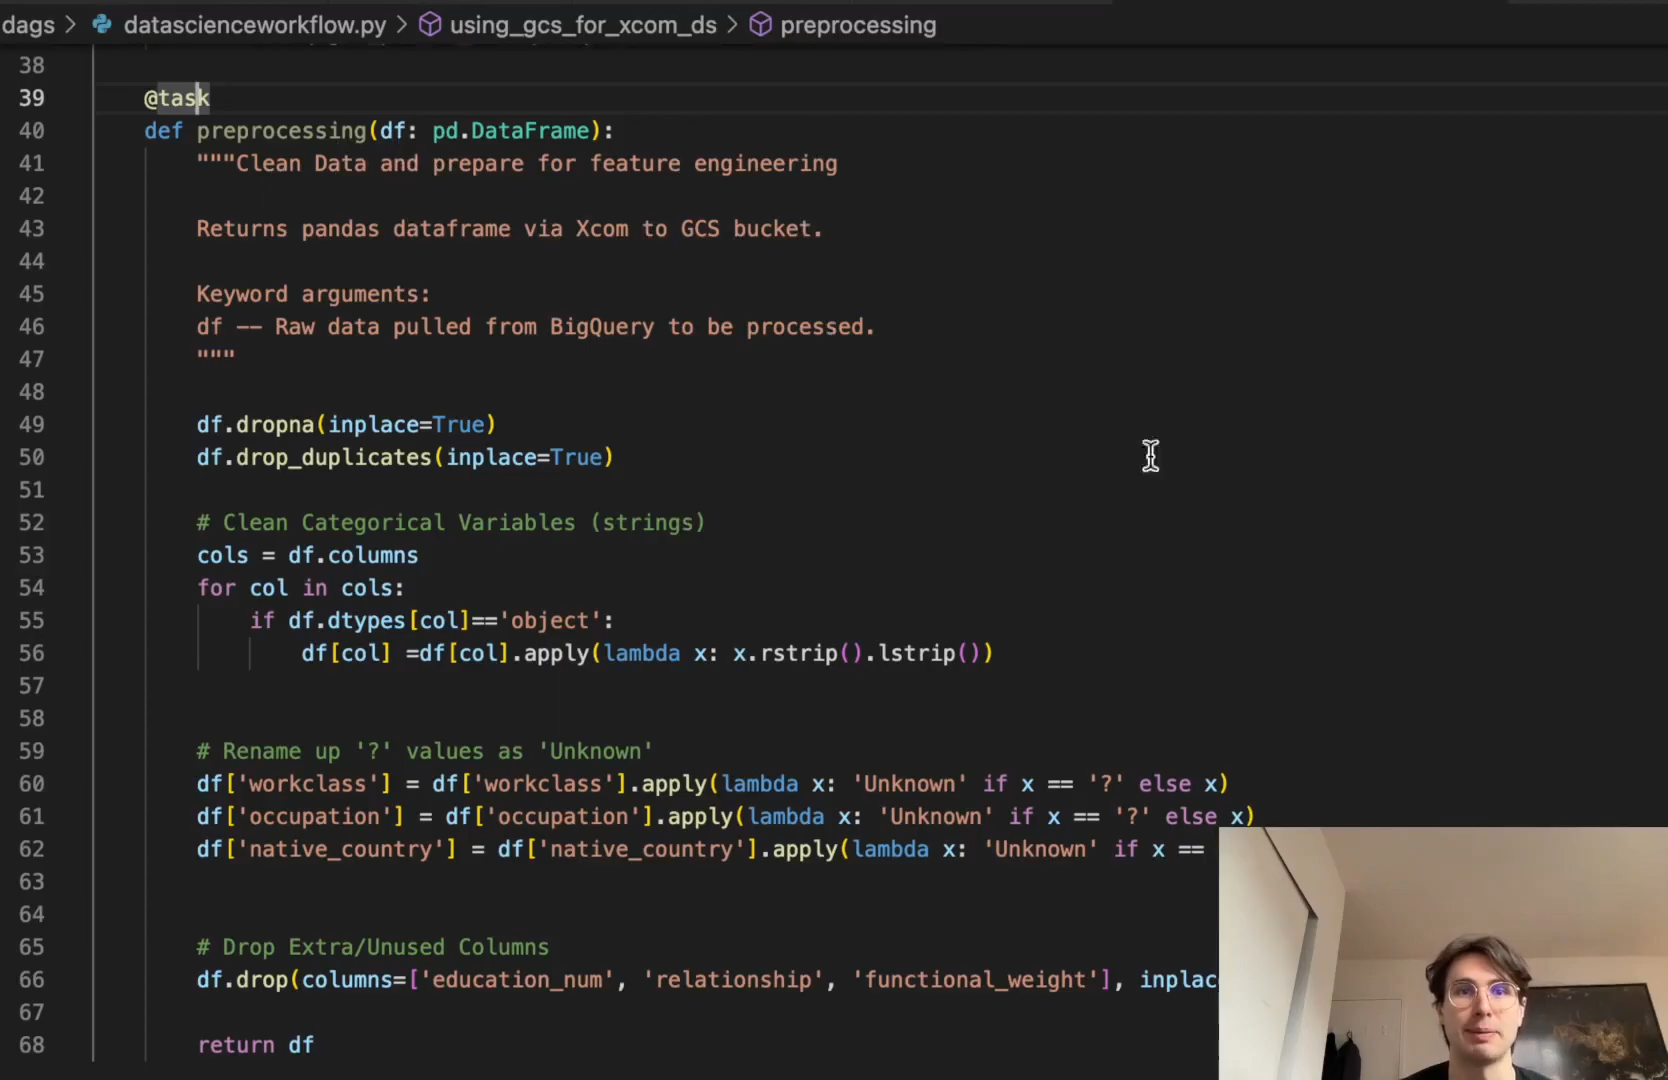 dags > datascienceworkflow.py > using_gcs_for_xcom_ds > preprocessing
38
39 @task
40 def preprocessing(df: pd.DataFrame):
41 """Clean Data and prepare for feature engineering
42
43 Returns pandas dataframe via Xcom to GCS bucket.
44
45 Keyword arguments:
46 df -- Raw data pulled from BigQuery to be processed.
47 """
48
49 df.dropna(inplace=True)
50 df.drop_duplicates(inplace=True)
51
52 # Clean Categorical Variables (strings)
53 cols = df.columns
54 for col in cols:
55 if df.dtypes[col]=='object':
56 df[col] =df[col].apply(lambda x: x.rstrip().lstrip())
57
58
59 # Rename up '?' values as 'Unknown'
60 df['workclass'] = df['workclass'].apply(lambda x: 'Unknown' if x == '?' else x)
61 df['occupation'] = df['occupation'].apply(lambda x: 'Unknown' if x == '?' else x)
62 df['native_country'] = df['native_country'].apply(lambda x: 'Unknown' if x ==
63
64
65 # Drop Extra/Unused Columns
66 df.drop(columns=['education_num', 'relationship', 'functional_weight'], inplac
67
68 return df